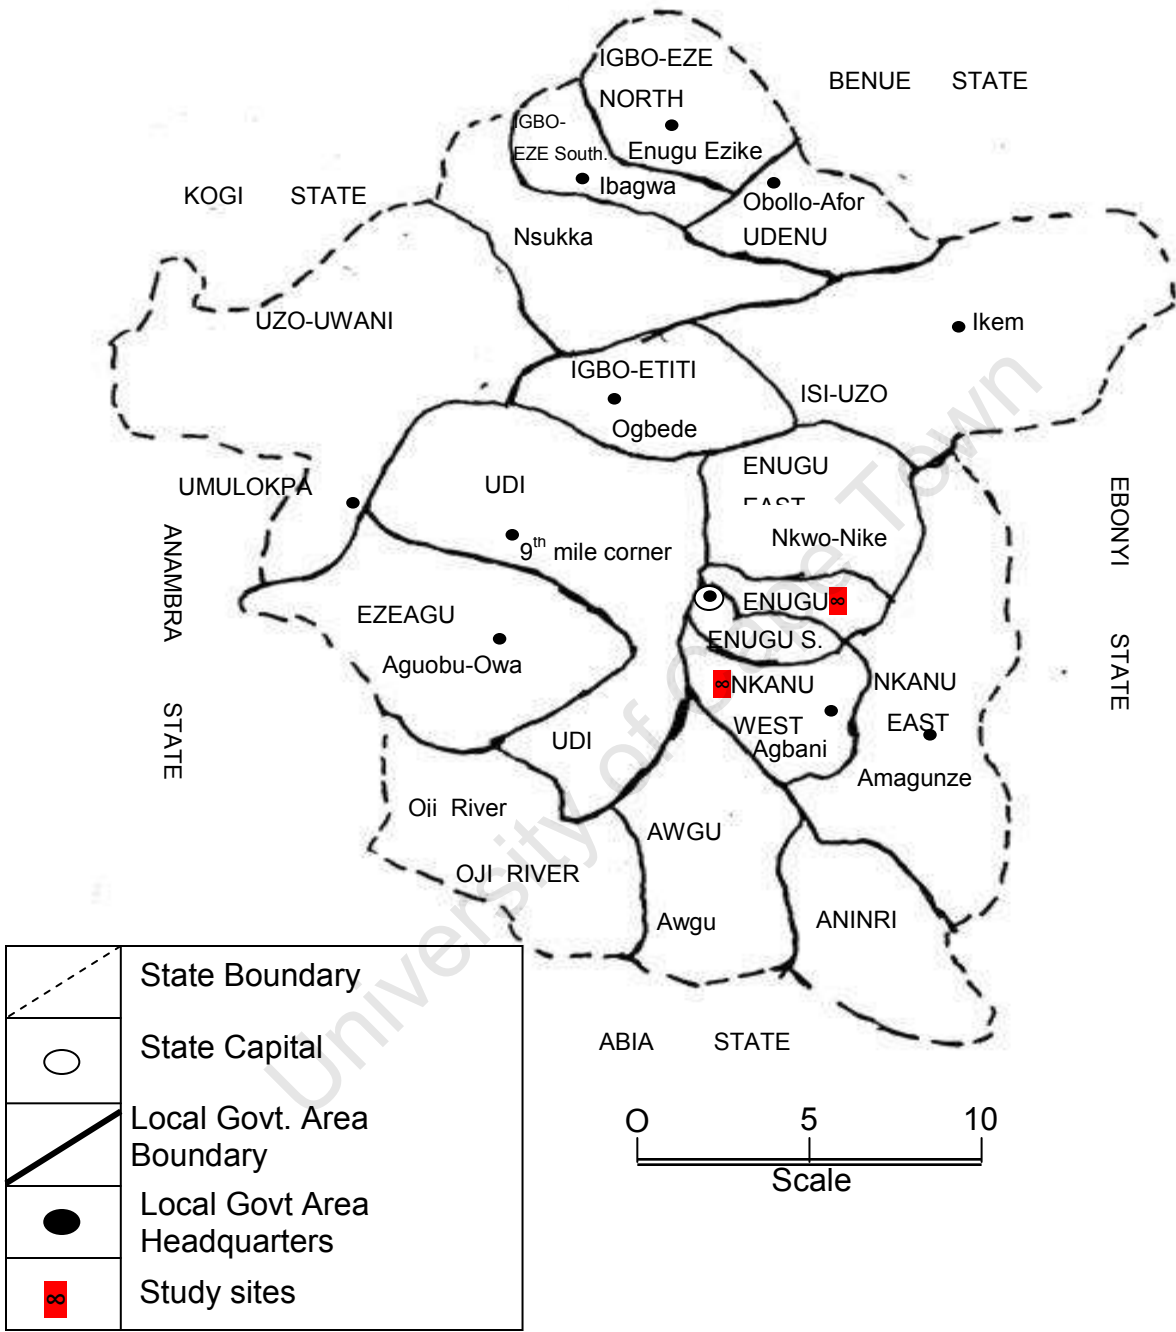 IGBO-EZE
NORTH
Enugu Ezike
BENUE STATE
IGBO-
EZE South.
Ibagwa
KOGI STATE
Obollo-Afor
UDENU
Nsukka
UZO-UWANI
Ikem
IGBO-ETITI
Ogbede
ISI-UZO
ENUGU
EAST
Nkwo-Nike
UMULOKPA
UDI
9th mile corner
EBONYI STATE
ANAMBRA STATE
EZEAGU
Aguobu-Owa
ENUGU
∞
ENUGU S.
∞
NKANU
WEST
Agbani
NKANU
EAST
Amagunze
UDI
Oji River
OJI RIVER
AWGU
Awgu
ANINRI
ABIA STATE
University of Cape Town
State Boundary
State Capital
Local Govt. Area
Boundary
Local Govt Area
Headquarters
∞
Study sites
O 5 10
Scale